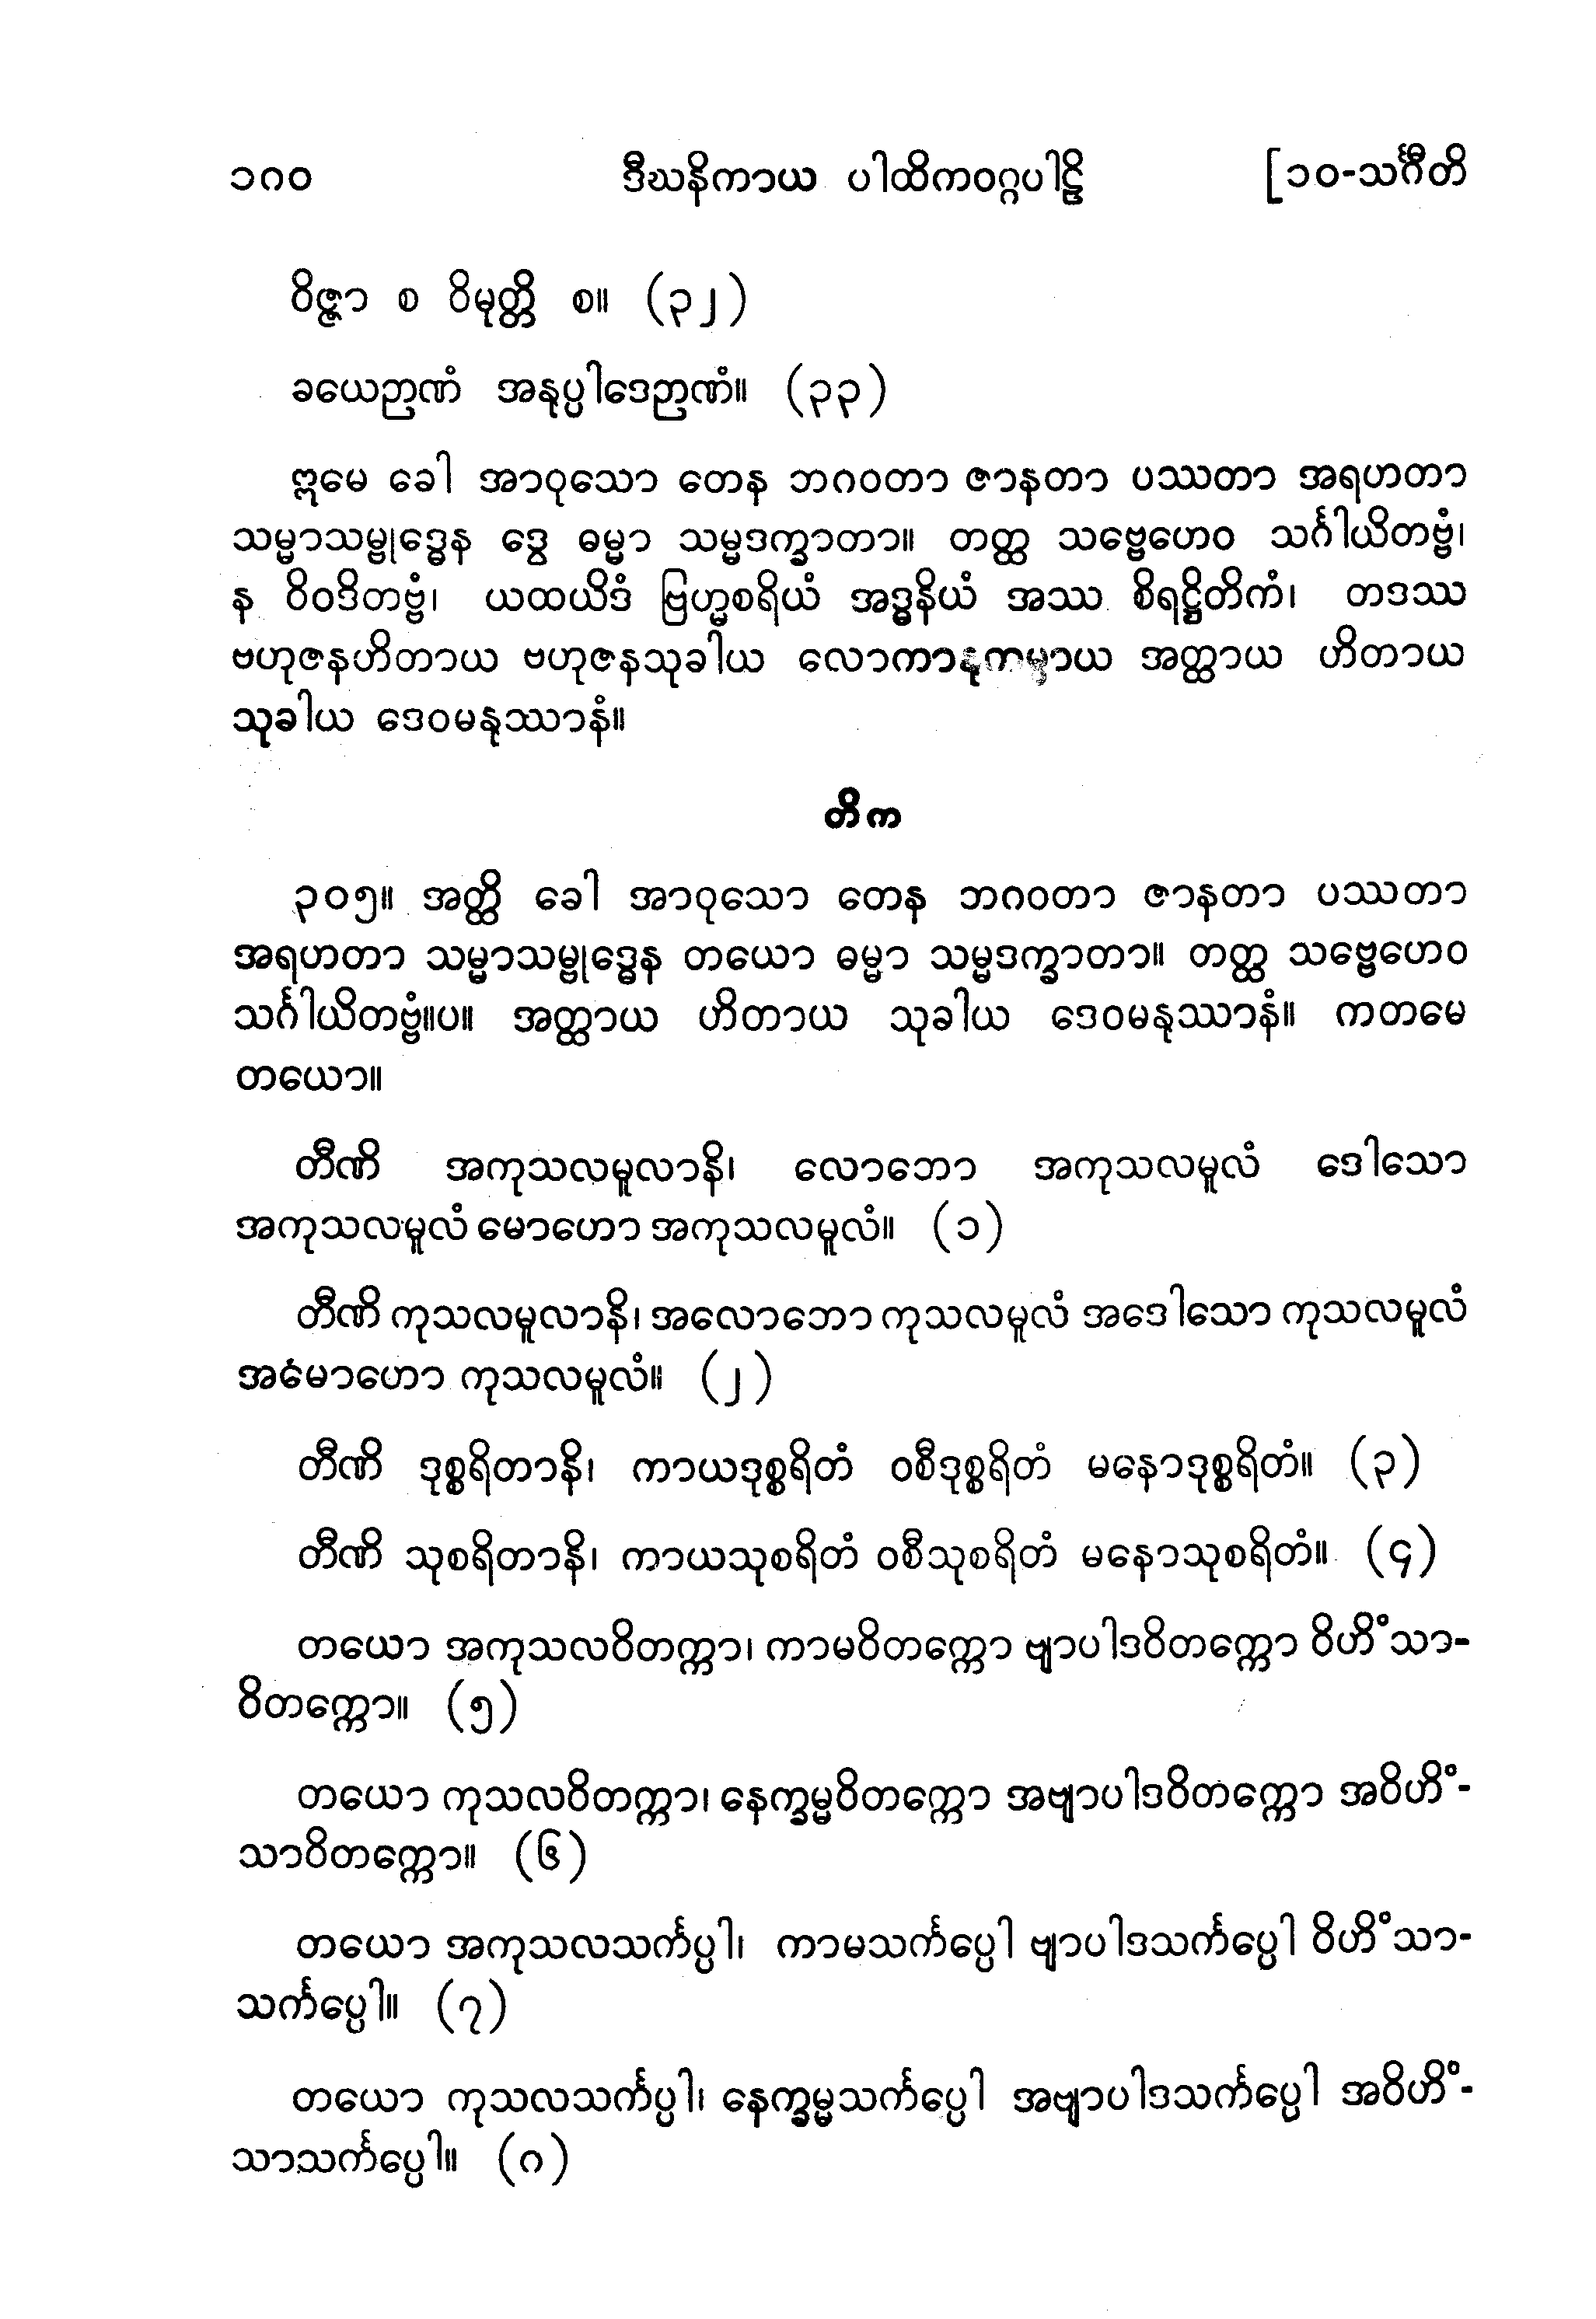 ၁၈၀ ဒီဃနိကာယ ပါထိကဝဂ္ဂပါဠိ [၁၀-သင်္ဂီတိ
ဝိဇ္ဇာ စ ဝိမုတ္တိ စ။ (၃၂)
ခယေဉာဏံ အနုပ္ပါဒေဉာဏံ။ (၃၃)
ဣမေ ခေါ အာဝုသော တေန ဘဂဝတာ ဇာနတာ ပဿတာ အရဟတာ
သမ္မာသမ္ဗုဒ္ဓေန ဒွေ ဓမ္မာ သမ္မဒက္ခာတာ။ တတ္ထ သဗ္ဗေဟေဝ သင်္ဂါယိတဗ္ဗံ၊
န ဝိဝဒိတဗ္ဗံ၊ ယထယိဒံ ဗြဟ္မစရိယံ အဒ္ဓနိယံ အဿ စိရဋ္ဌိတိကံ၊ တဒဿ
ဗဟုဇနဟိတာယ ဗဟုဇနသုခါယ လောကာနုကမ္ပာယ အတ္ထာယ ဟိတာယ
သုခါယ ဒေဝမနုဿာနံ။
တိက
၃၀၅။ အတ္ထိ ခေါ အာဝုသော တေန ဘဂဝတာ ဇာနတာ ပဿတာ
အရဟတာ သမ္မာသမ္ဗုဒ္ဓေန တယော ဓမ္မာ သမ္မဒက္ခာတာ။ တတ္ထ သဗ္ဗေဟေဝ
သင်္ဂါယိတဗ္ဗံ။ပ။ အတ္ထာယ ဟိတာယ သုခါယ ဒေဝမနုဿာနံ။ ကတမေ
တယော။
တီဏိ အကုသလမူလာနိ၊ လောဘော အကုသလမူလံ ဒေါသော
အကုသလမူလံ မောဟော အကုသလမူလံ။ (၁)
တီဏိ ကုသလမူလာနိ၊ အလောဘော ကုသလမူလံ အဒေါသော ကုသလမူလံ
အမောဟော ကုသလမူလံ။ (၂)
တီဏိ ဒုစ္စရိတာနိ၊ ကာယဒုစ္စရိတံ ဝစီဒုစ္စရိတံ မနောဒုစ္စရိတံ။ (၃)
တီဏိ သုစရိတာနိ၊ ကာယသုစရိတံ ဝစီသုစရိတံ မနောသုစရိတံ။ (၄)
တယော အကုသလဝိတက္ကာ၊ ကာမဝိတက္ကော ဗျာပါဒဝိတက္ကော ဝိဟိံသာ-
ဝိတက္ကော။ (၅)
တယော ကုသလဝိတက္ကာ၊ နေက္ခမ္မဝိတက္ကော အဗျာပါဒဝိတက္ကော အဝိဟိံ-
သာဝိတက္ကော။ (၆)
တယော အကုသလသင်္ကပ္ပါ၊ ကာမသင်္ကပ္ပေါ ဗျာပါဒသင်္ကပ္ပေါ ဝိဟိံသာ-
သင်္ကပ္ပေါ။ (၇)
တယော ကုသလသင်္ကပ္ပါ၊ နေက္ခမ္မသင်္ကပ္ပေါ အဗျာပါဒသင်္ကပ္ပေါ အဝိဟိံ-
သာသင်္ကပ္ပေါ။ (၈)